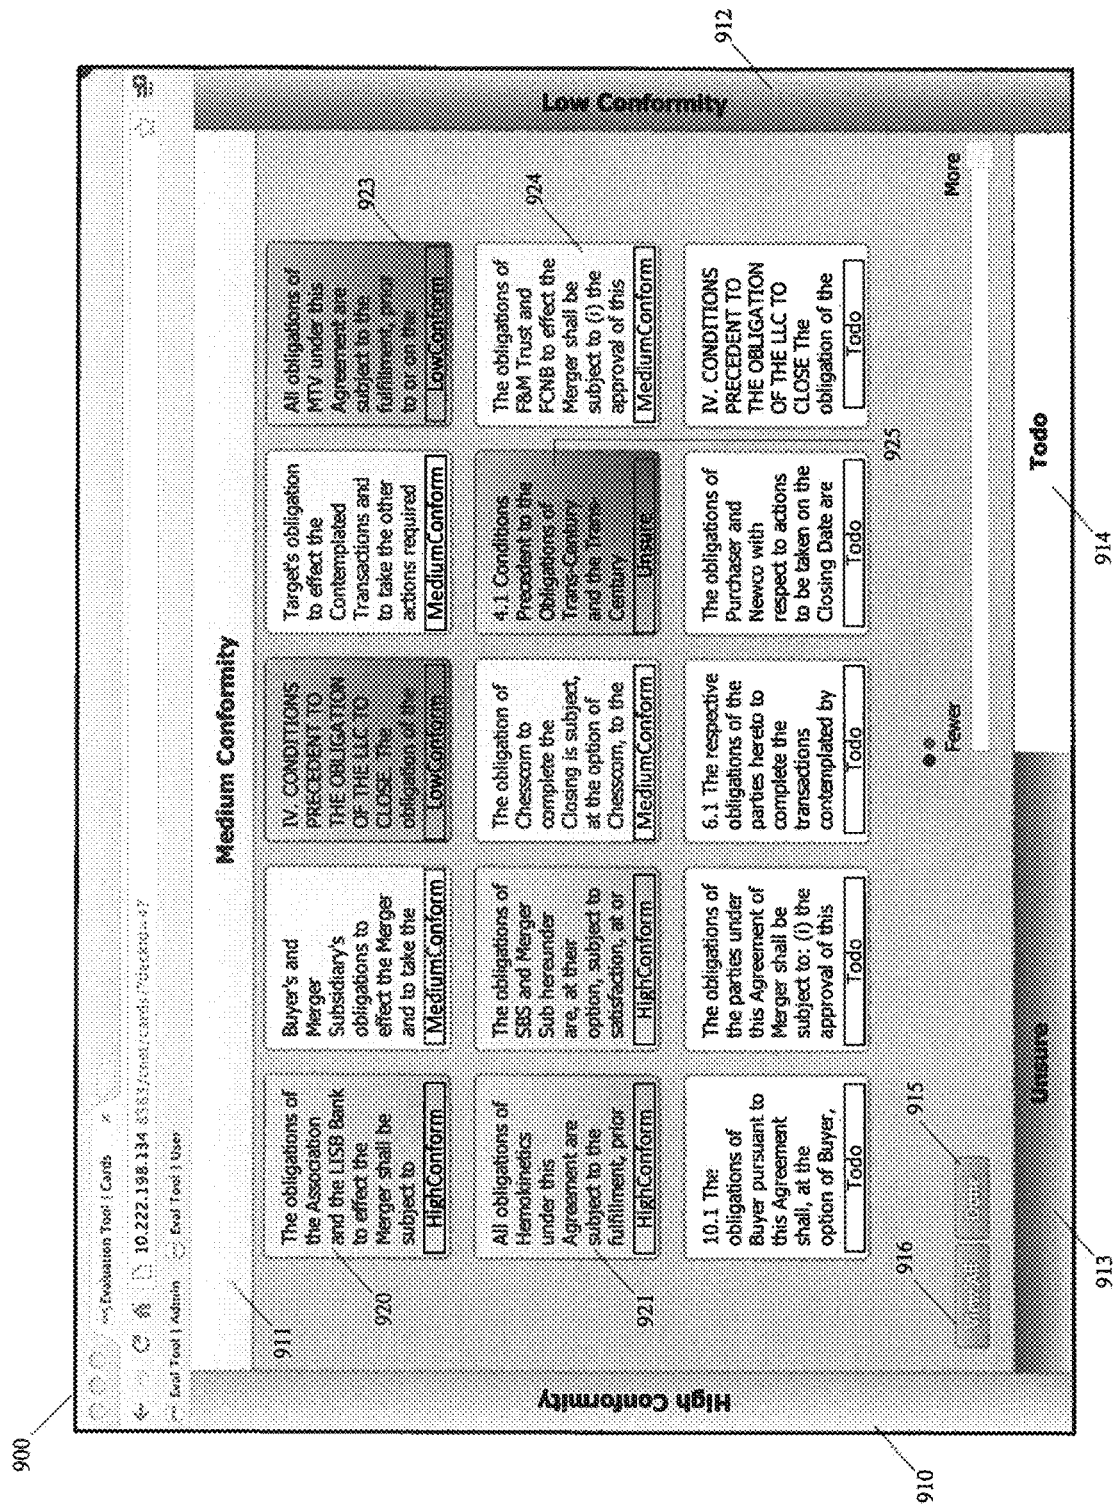 900
Evaluation Tool | Cards
×
10.222.198.134
Eval Tool | Admin
Eval Tool | User
Medium Conformity
911
High Conformity
910
Low Conformity
912
The obligations of
the Association
and the LISB Bank
to effect the
Merger shall be
subject to
HighConform
920
Buyer's and
Merger
Subsidiary's
obligations to
effect the Merger
and to take the
MediumConform
IV. CONDITIONS
PRECEDENT TO
THE OBLIGATION
OF THE LLC TO
CLOSE The
obligation of the
LowConform
Target's obligation
to effect the
Contemplated
Transactions and
to take the other
actions required
MediumConform
All obligations of
MTV under this
Agreement are
subject to the
fulfillment, prior
to or on the
LowConform
923
All obligations of
Hemokinetics
under this
Agreement are
subject to the
fulfillment, prior
HighConform
921
The obligations of
SBS and Merger
Sub hereunder
are, at their
option, subject to
satisfaction, at or
HighConform
The obligation of
Chesscom to
complete the
Closing is subject,
at the option of
Chesscom, to the
MediumConform
4.1 Conditions
Precedent to the
Obligations of
Trans-Century
and the Trans-
Century
Unsure
925
The obligations of
F&M Trust and
FCNB to effect the
Merger shall be
subject to (i) the
approval of this
MediumConform
924
10.1 The
obligations of
Buyer pursuant to
this Agreement
shall, at the
option of Buyer,
Todo
The obligations of
the parties under
this Agreement of
Merger shall be
subject to: (i) the
approval of this
Todo
6.1 The respective
obligations of the
parties hereto to
complete the
transactions
contemplated by
Todo
The obligations of
Purchaser and
Newco with
respect to actions
to be taken on the
Closing Date are
Todo
IV. CONDITIONS
PRECEDENT TO
THE OBLIGATION
OF THE LLC TO
CLOSE The
obligation of the
Todo
916
915
Fewer
More
Unsure
913
Todo
914